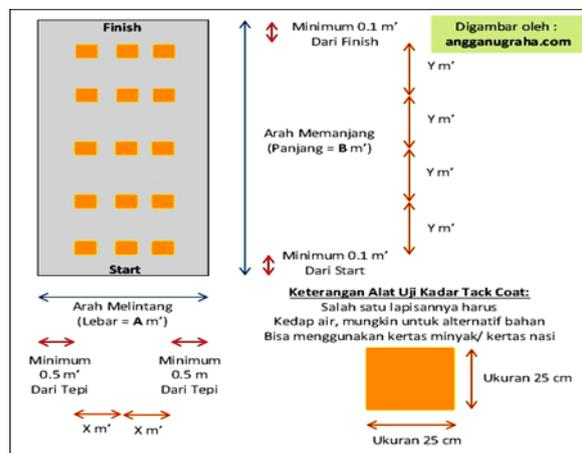 Finish
Minimum 0.1 m'
Dari Finish
Digambar oleh :
angganugraha.com
Y m'
Y m'
Arah Memanjang
(Panjang = B m')
Y m'
Y m'
Minimum 0.1 m'
Dari Start
Start
Arah Melintang
(Lebar = A m')
Minimum
0.5 m'
Dari Tepi
Minimum
0.5 m
Dari Tepi
X m'
X m'
Keterangan Alat Uji Kadar Tack Coat:
Salah satu lapisannya harus
Kedap air, mungkin untuk alternatif bahan
Bisa menggunakan kertas minyak/ kertas nasi
Ukuran 25 cm
Ukuran 25 cm